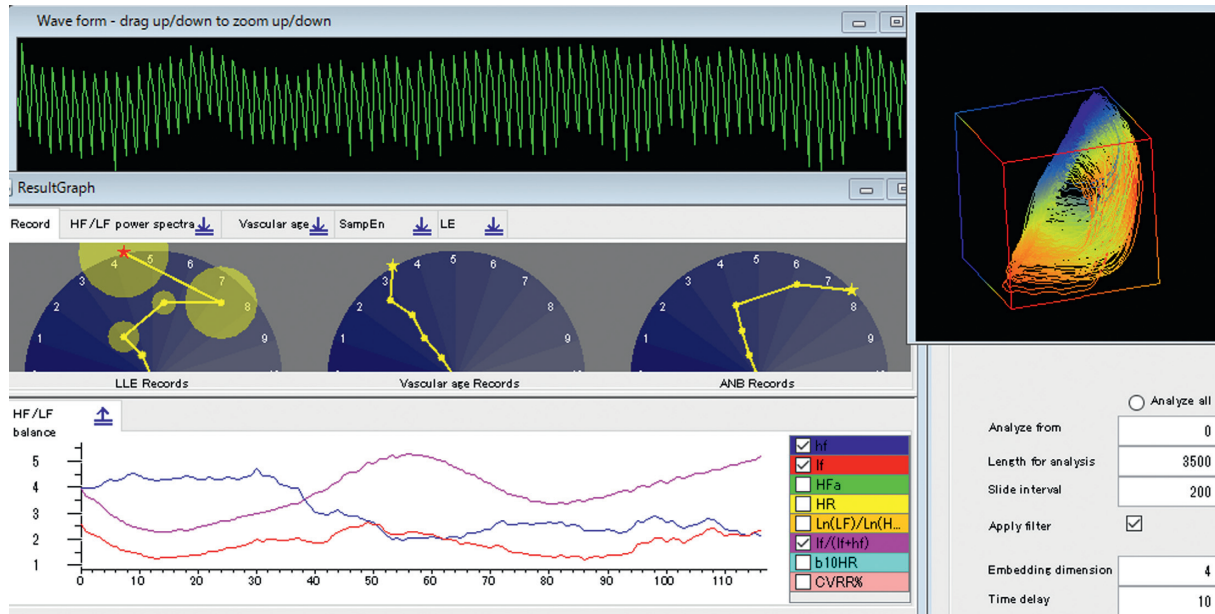 Wave form - drag up/down to zoom up/down
ResultGraph
Record HF/LF power spectra Vascular age SampEn LE
1 2 3 4 5 6 7 8 9
1 2 3 4 5 6 7 8 9
1 2 3 4 5 6 7 8 9
LLE Records Vascular age Records ANB Records
HF/LF
balance
5
4
3
2
1
0 10 20 30 40 50 60 70 80 90 100 110
hf
lf
HFa
HR
Ln(LF)/Ln(H...
lf/(lf+hf)
b10HR
CVRR%
Analyze all
Analyze from 0
Length for analysis 3500
Slide interval 200
Apply filter
Embedding dimension 4
Time delay 10